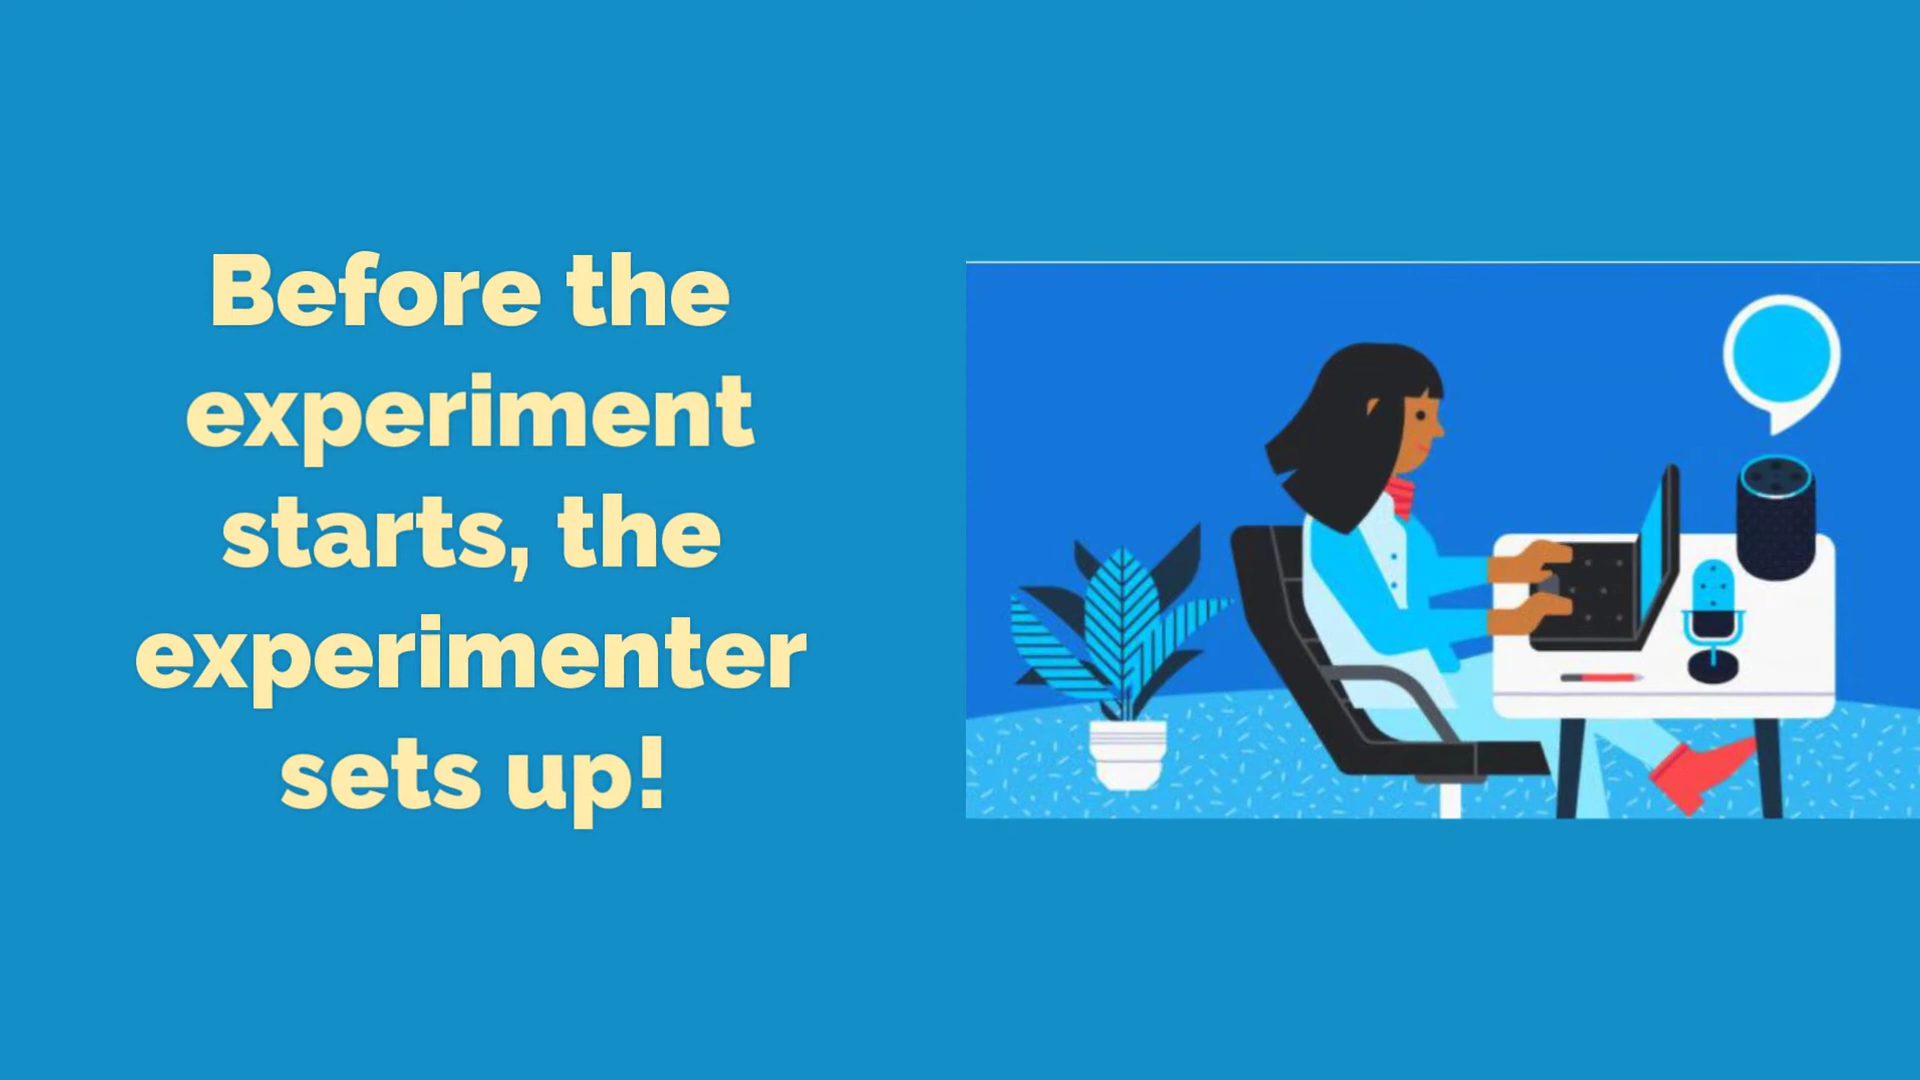 Before the
experiment
starts, the
experimenter
sets up!